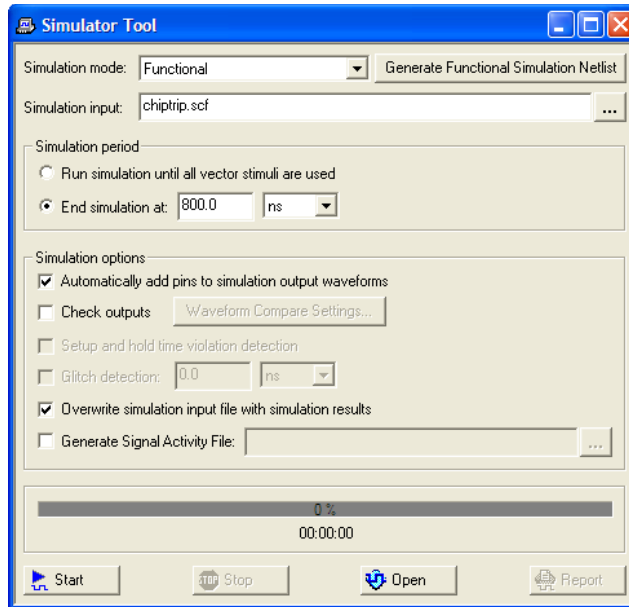 Simulator Tool
Simulation mode: Functional Generate Functional Simulation Netlist
Simulation input: chiptrip.scf ...
Simulation period
Run simulation until all vector stimuli are used
End simulation at: 800.0 ns
Simulation options
Automatically add pins to simulation output waveforms
Check outputs Waveform Compare Settings...
Setup and hold time violation detection
Glitch detection: 0.0 ns
Overwrite simulation input file with simulation results
Generate Signal Activity File: ...
0 %
00:00:00
Start STOP Stop Open Report